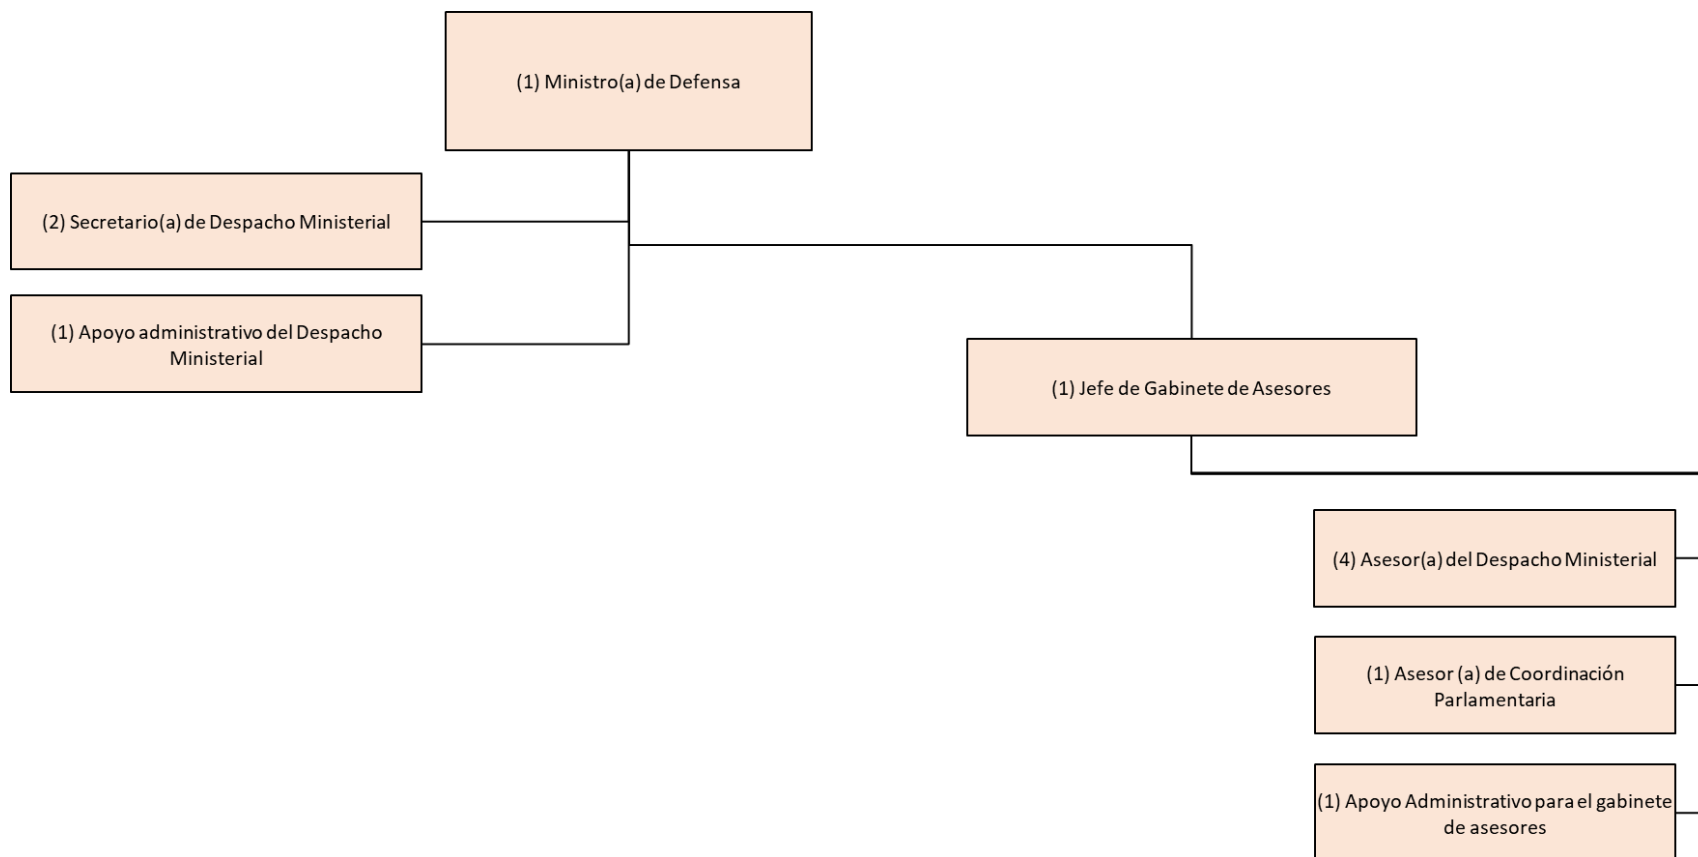 (1) Ministro(a) de Defensa
(2) Secretario(a) de Despacho Ministerial
(1) Apoyo administrativo del Despacho
Ministerial
(1) Jefe de Gabinete de Asesores
(4) Asesor(a) del Despacho Ministerial
(1) Asesor (a) de Coordinación
Parlamentaria
(1) Apoyo Administrativo para el gabinete
de asesores